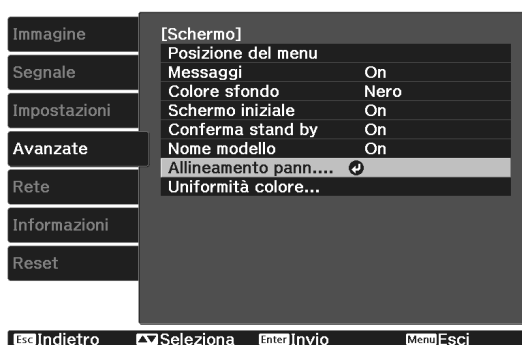 Immagine
Segnale
Impostazioni
Avanzate
Rete
Informazioni
Reset
[Schermo]
Posizione del menu
Messaggi On
Colore sfondo Nero
Schermo iniziale On
Conferma stand by On
Nome modello On
Allineamento pann....
Uniformità colore...
Esc Indietro Seleziona Enter Invio Menu Esci